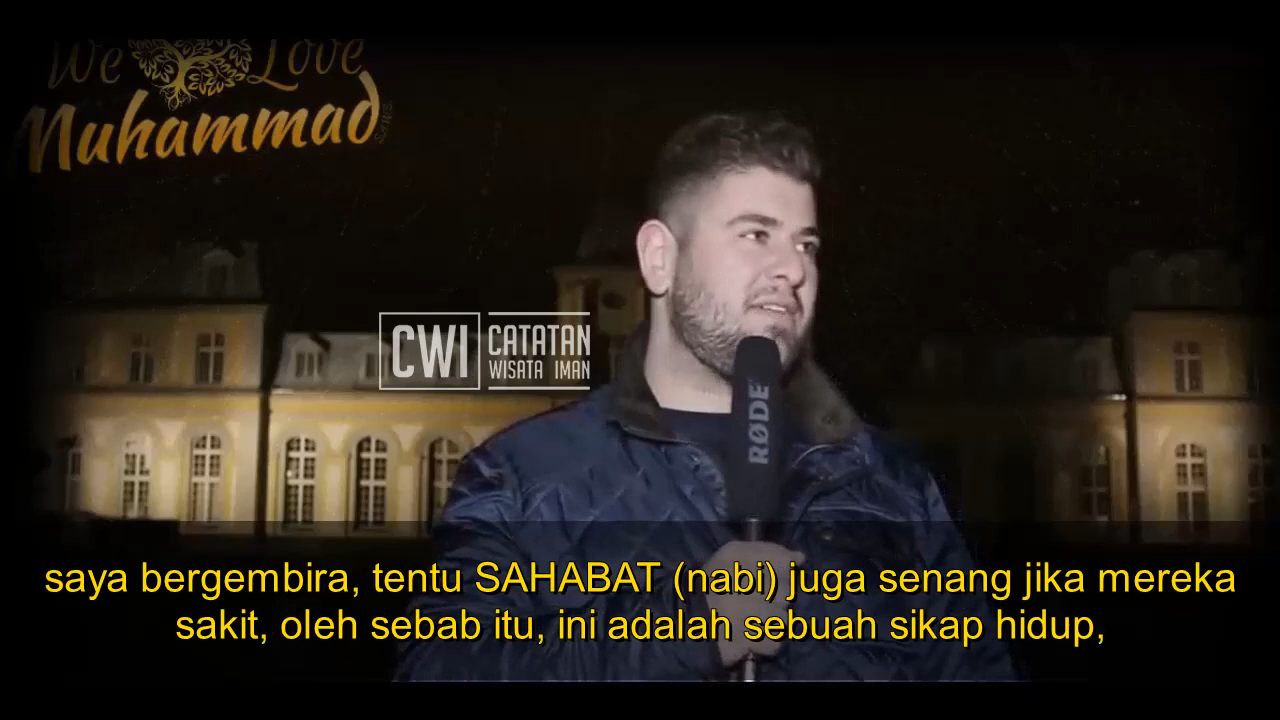 We Love
Muhammad
CWI CATATAN
WISATA IMAN
RØDE
saya bergembira, tentu SAHABAT (nabi) juga senang jika mereka
sakit, oleh sebab itu, ini adalah sebuah sikap hidup,